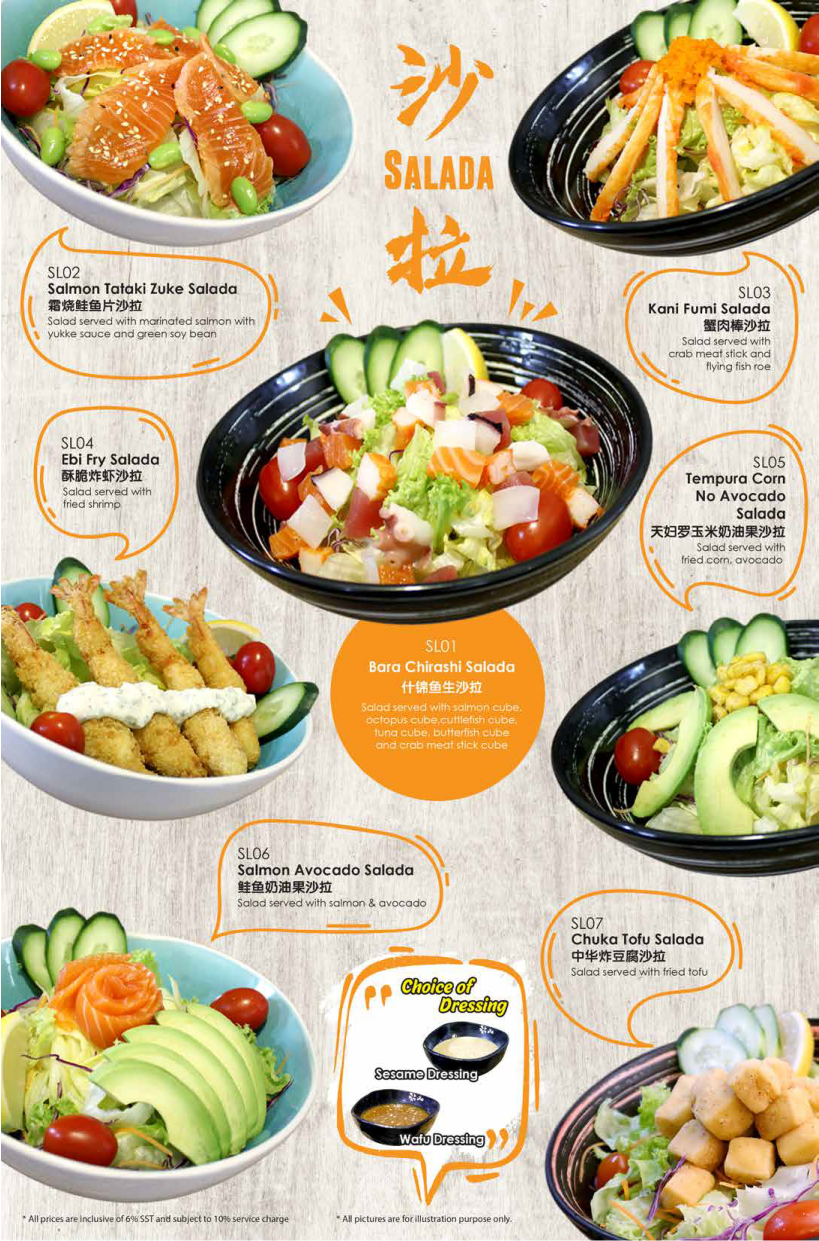 沙
SALADA
拉
SL02
Salmon Tataki Zuke Salada
霜烧鲑鱼片沙拉
Salad served with marinated salmon with
yukke sauce and green soy bean
SL03
Kani Fumi Salada
蟹肉棒沙拉
Salad served with
crab meat stick and
flying fish roe
SL04
Ebi Fry Salada
酥脆炸虾沙拉
Salad served with
fried shrimp
SL05
Tempura Corn
No Avocado
Salada
天妇罗玉米奶油果沙拉
Salad served with
fried corn, avocado
SL01
Bara Chirashi Salada
什锦鱼生沙拉
Salad served with salmon cube,
octopus cube,cuttlefish cube,
tuna cube, butterfish cube
and crab meat stick cube
SL06
Salmon Avocado Salada
鲑鱼奶油果沙拉
Salad served with salmon & avocado
SL07
Chuka Tofu Salada
中华炸豆腐沙拉
Salad served with fried tofu
Choice of
Dressing
Sesame Dressing
Wafu Dressing
* All prices are inclusive of 6% SST and subject to 10% service charge
* All pictures are for illustration purpose only.